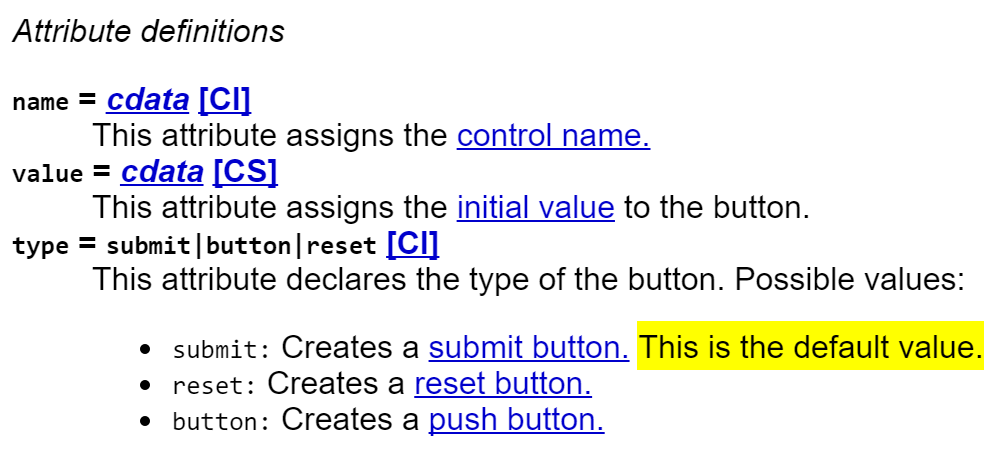 Attribute definitions
name = cdata [CI]
This attribute assigns the control name.
value = cdata [CS]
This attribute assigns the initial value to the button.
type = submit|button|reset [CI]
This attribute declares the type of the button. Possible values:
• submit: Creates a submit button. This is the default value.
• reset: Creates a reset button.
• button: Creates a push button.